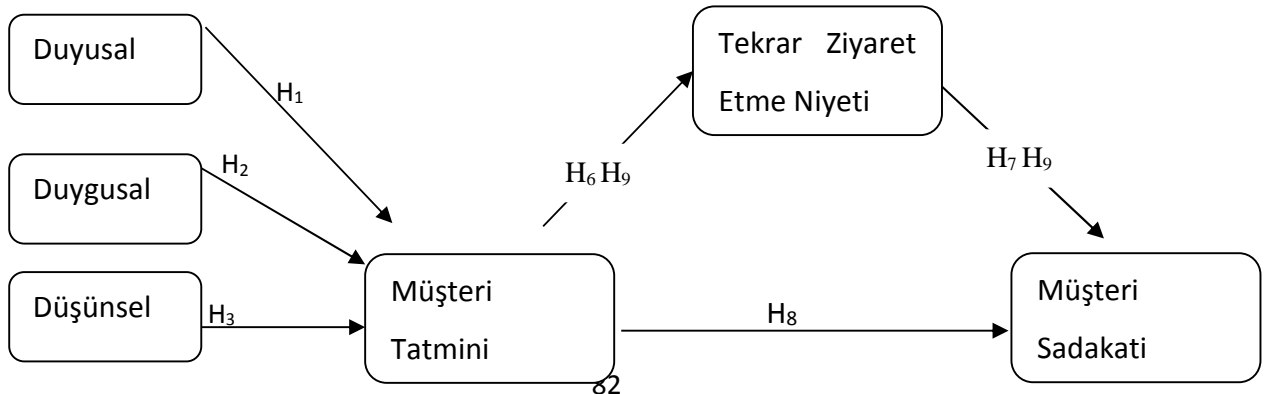 Duyusal
H₁
Tekrar Ziyaret
Etme Niyeti
Duygusal
H₂
H₆ H₉
H₇ H₉
Düşünsel
H₃
Müşteri
Tatmini
H₈
Müşteri
Sadakati
82